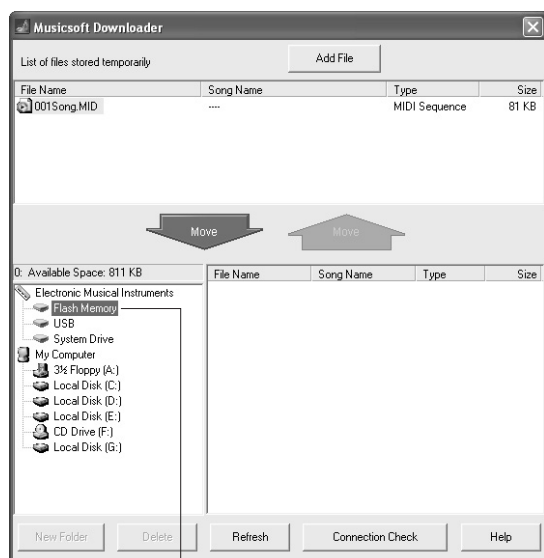 Musicsoft Downloader
List of files stored temporarily
Add File
File Name Song Name Type Size
001Song.MID ---- MIDI Sequence 81 KB
Move Move
0: Available Space: 811 KB
Electronic Musical Instruments
Flash Memory
USB
System Drive
My Computer
3½ Floppy (A:)
Local Disk (C:)
Local Disk (D:)
Local Disk (E:)
CD Drive (F:)
Local Disk (G:)
File Name Song Name Type Size
New Folder Delete Refresh Connection Check Help